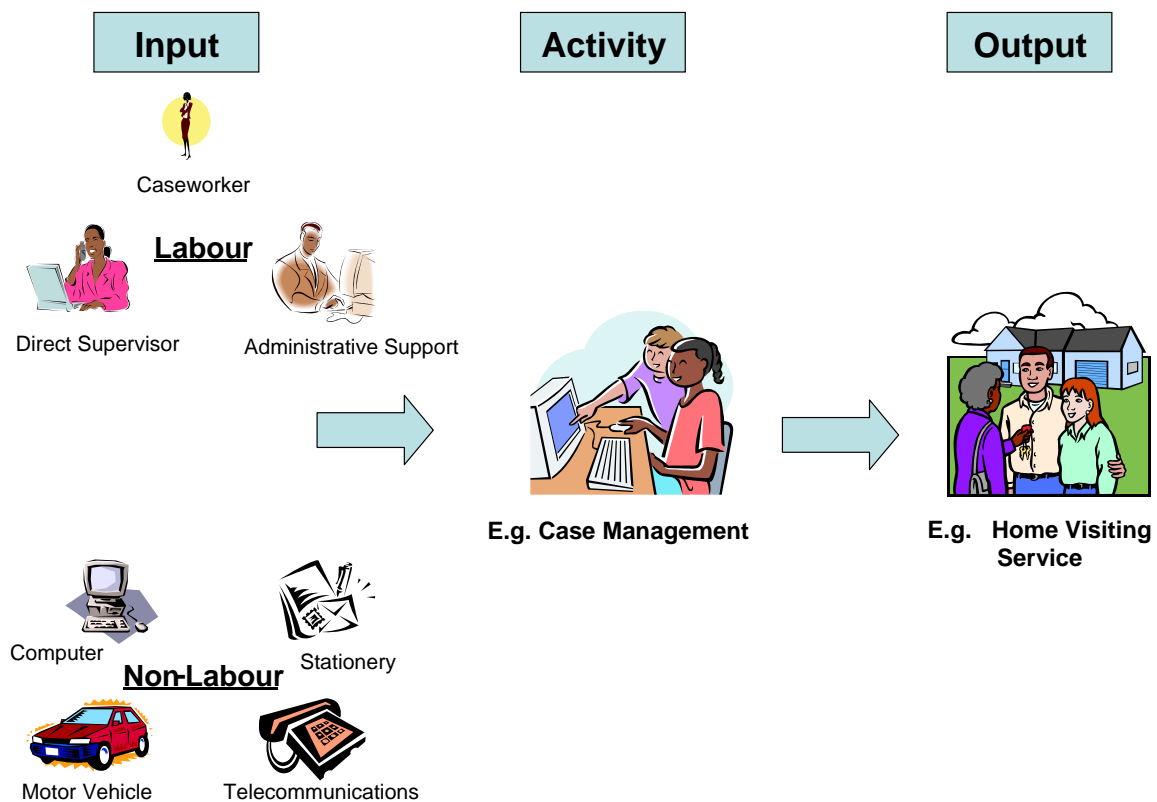 Input
Activity
Output
Caseworker
Labour
Direct Supervisor
Administrative Support
E.g. Case Management
E.g. Home Visiting
Service
Computer
Stationery
Non-Labour
Motor Vehicle
Telecommunications